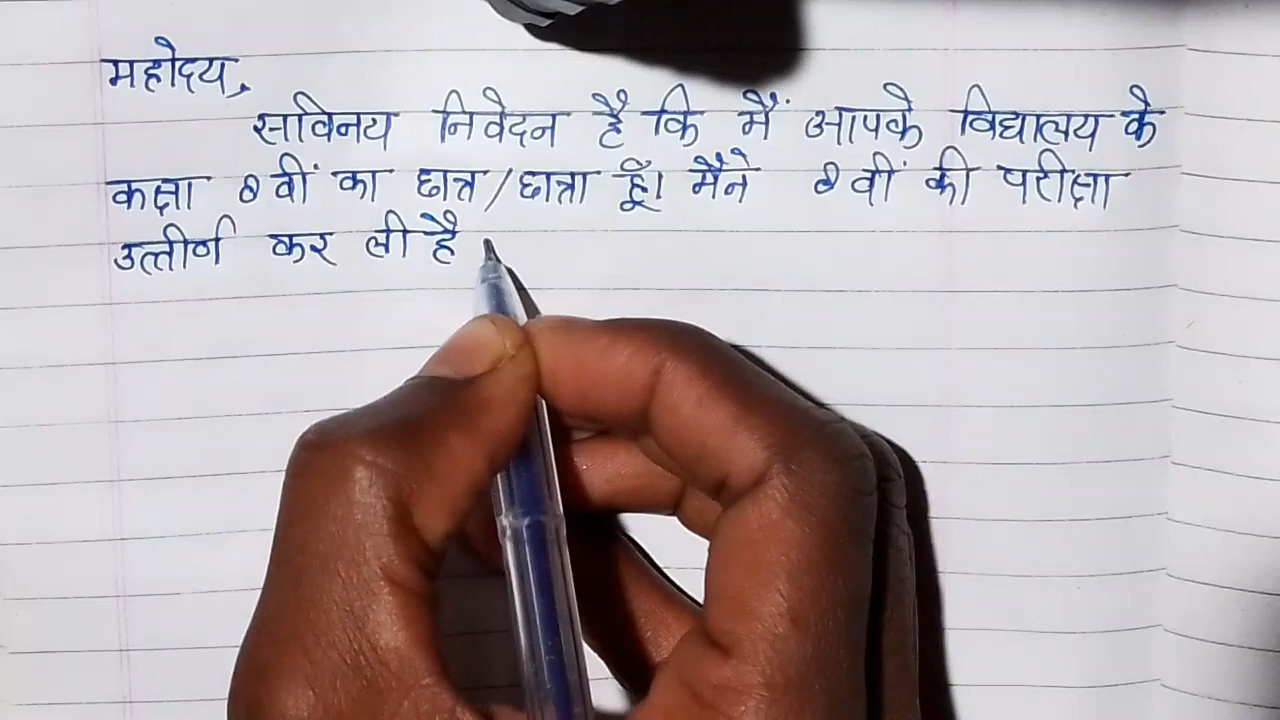 महोदय,
सविनय निवेदन है कि मैं आपके विद्यालय के
कक्षा 8वीं का छात्र/छात्रा हूँ। मैंने 8वीं की परीक्षा
उत्तीर्ण कर ली है